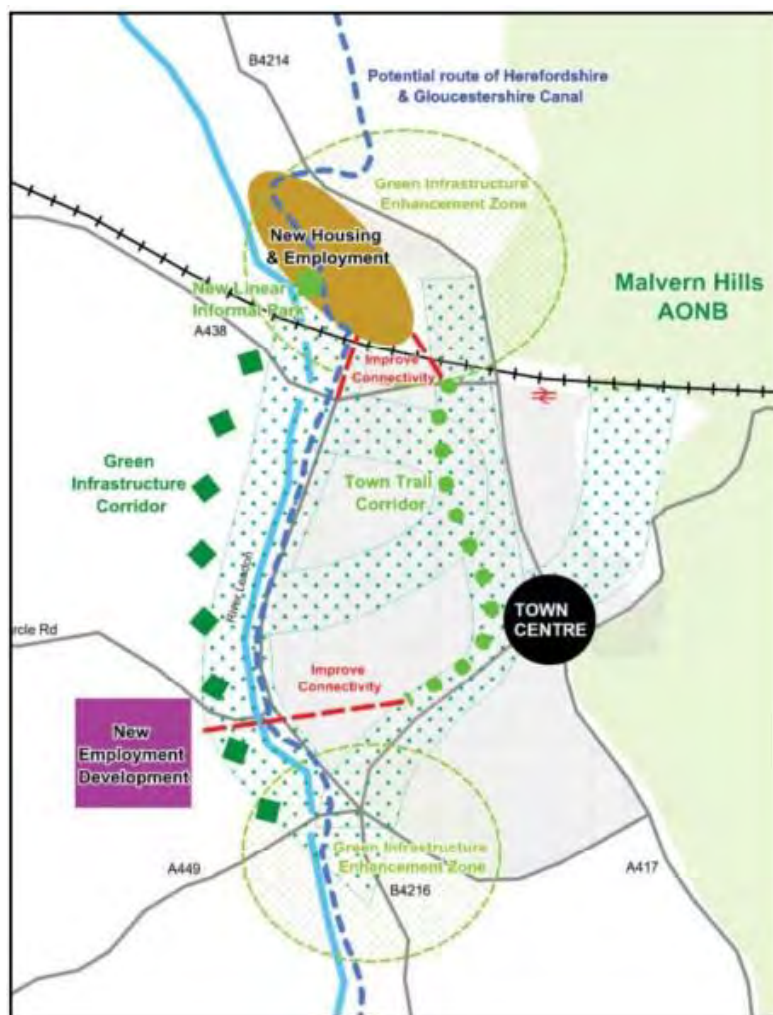 B4214
Potential route of Herefordshire
& Gloucestershire Canal
Green Infrastructure
Enhancement Zone
New Housing
& Employment
Malvern Hills
AONB
New Linear
Informal Park
A438
Improve
Connectivity
Green
Infrastructure
Corridor
Town Trail
Corridor
River Leadon
TOWN
CENTRE
rcle Rd
Improve
Connectivity
New
Employment
Development
Green Infrastructure
Enhancement Zone
A449
B4216
A417